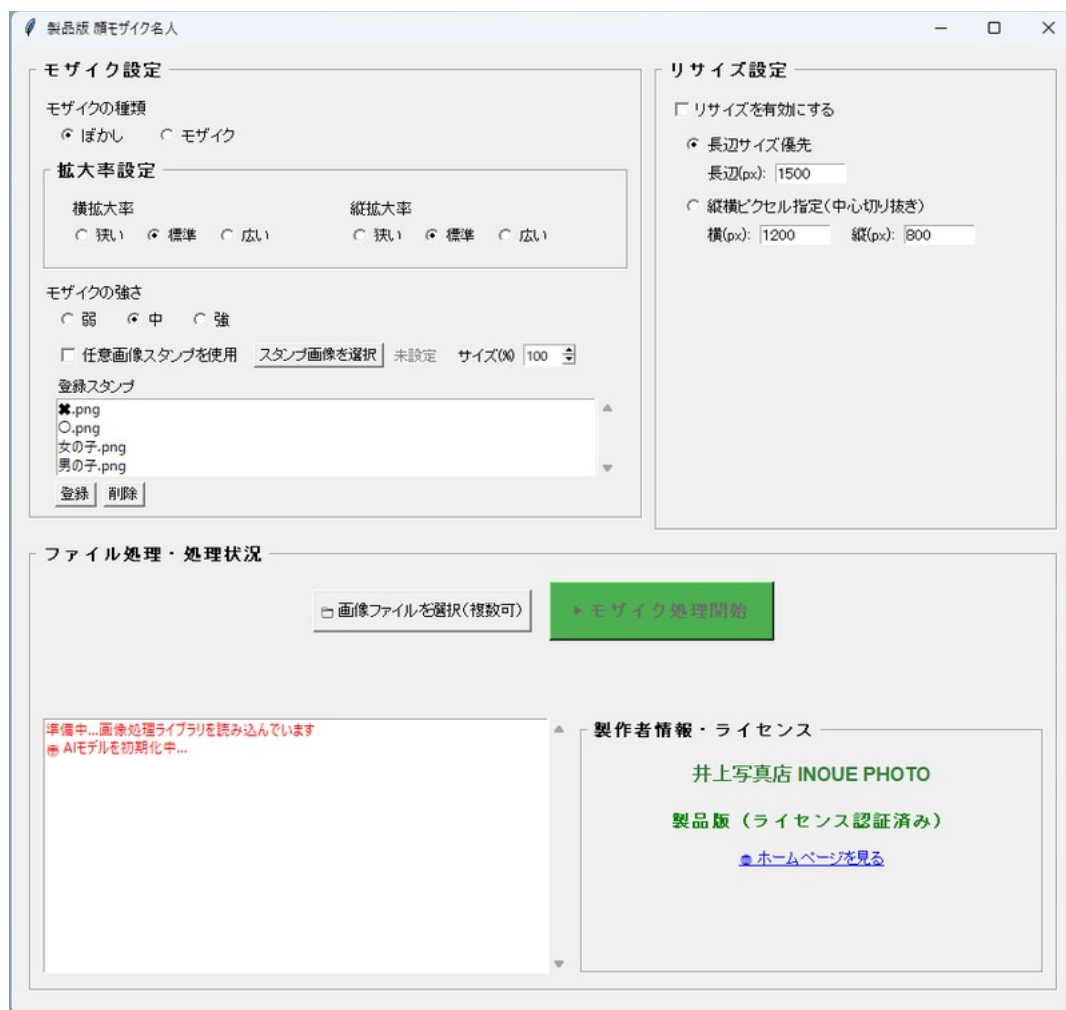 製品版 顔モザイク名人
モザイク設定
モザイクの種類
ぼかし モザイク
拡大率設定
横拡大率 縦拡大率
狭い 標準 広い 狭い 標準 広い
モザイクの強さ
弱 中 強
任意画像スタンプを使用 スタンプ画像を選択 未設定 サイズ(%) 100
登録スタンプ
✖.png
〇.png
女の子.png
男の子.png
登録 削除
リサイズ設定
リサイズを有効にする
長辺サイズ優先
長辺(px): 1500
縦横ピクセル指定(中心切り抜き)
横(px): 1200 縦(px): 800
ファイル処理・処理状況
画像ファイルを選択(複数可) ▶ モザイク処理開始
準備中...画像処理ライブラリを読み込んでいます
AIモデルを初期化中...
製作者情報・ライセンス
井上写真店 INOUE PHOTO
製品版（ライセンス認証済み）
ホームページを見る